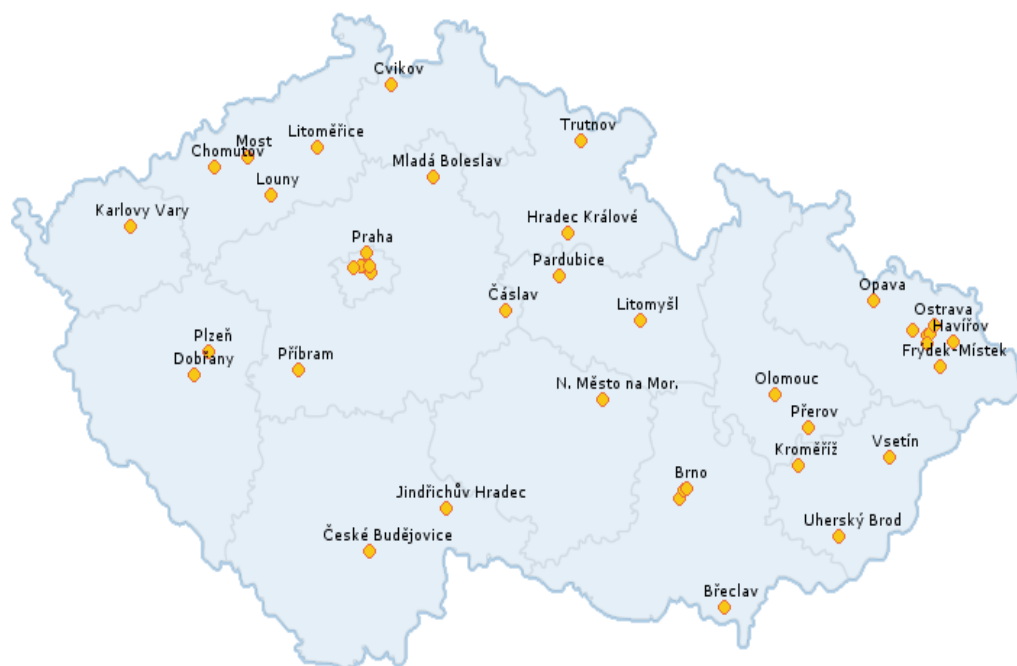 Cvikov
Trutnov
Litoměřice
Most
Chomutov
Mladá Boleslav
Louny
Karlovy Vary
Hradec Králové
Praha
Pardubice
Opava
Čáslav
Litomyšl
Ostrava
Havířov
Plzeň
Dobřany
Příbram
Frýdek-Místek
N. Město na Mor.
Olomouc
Přerov
Vsetín
Kroměříž
Brno
Jindřichův Hradec
Uherský Brod
České Budějovice
Břeclav